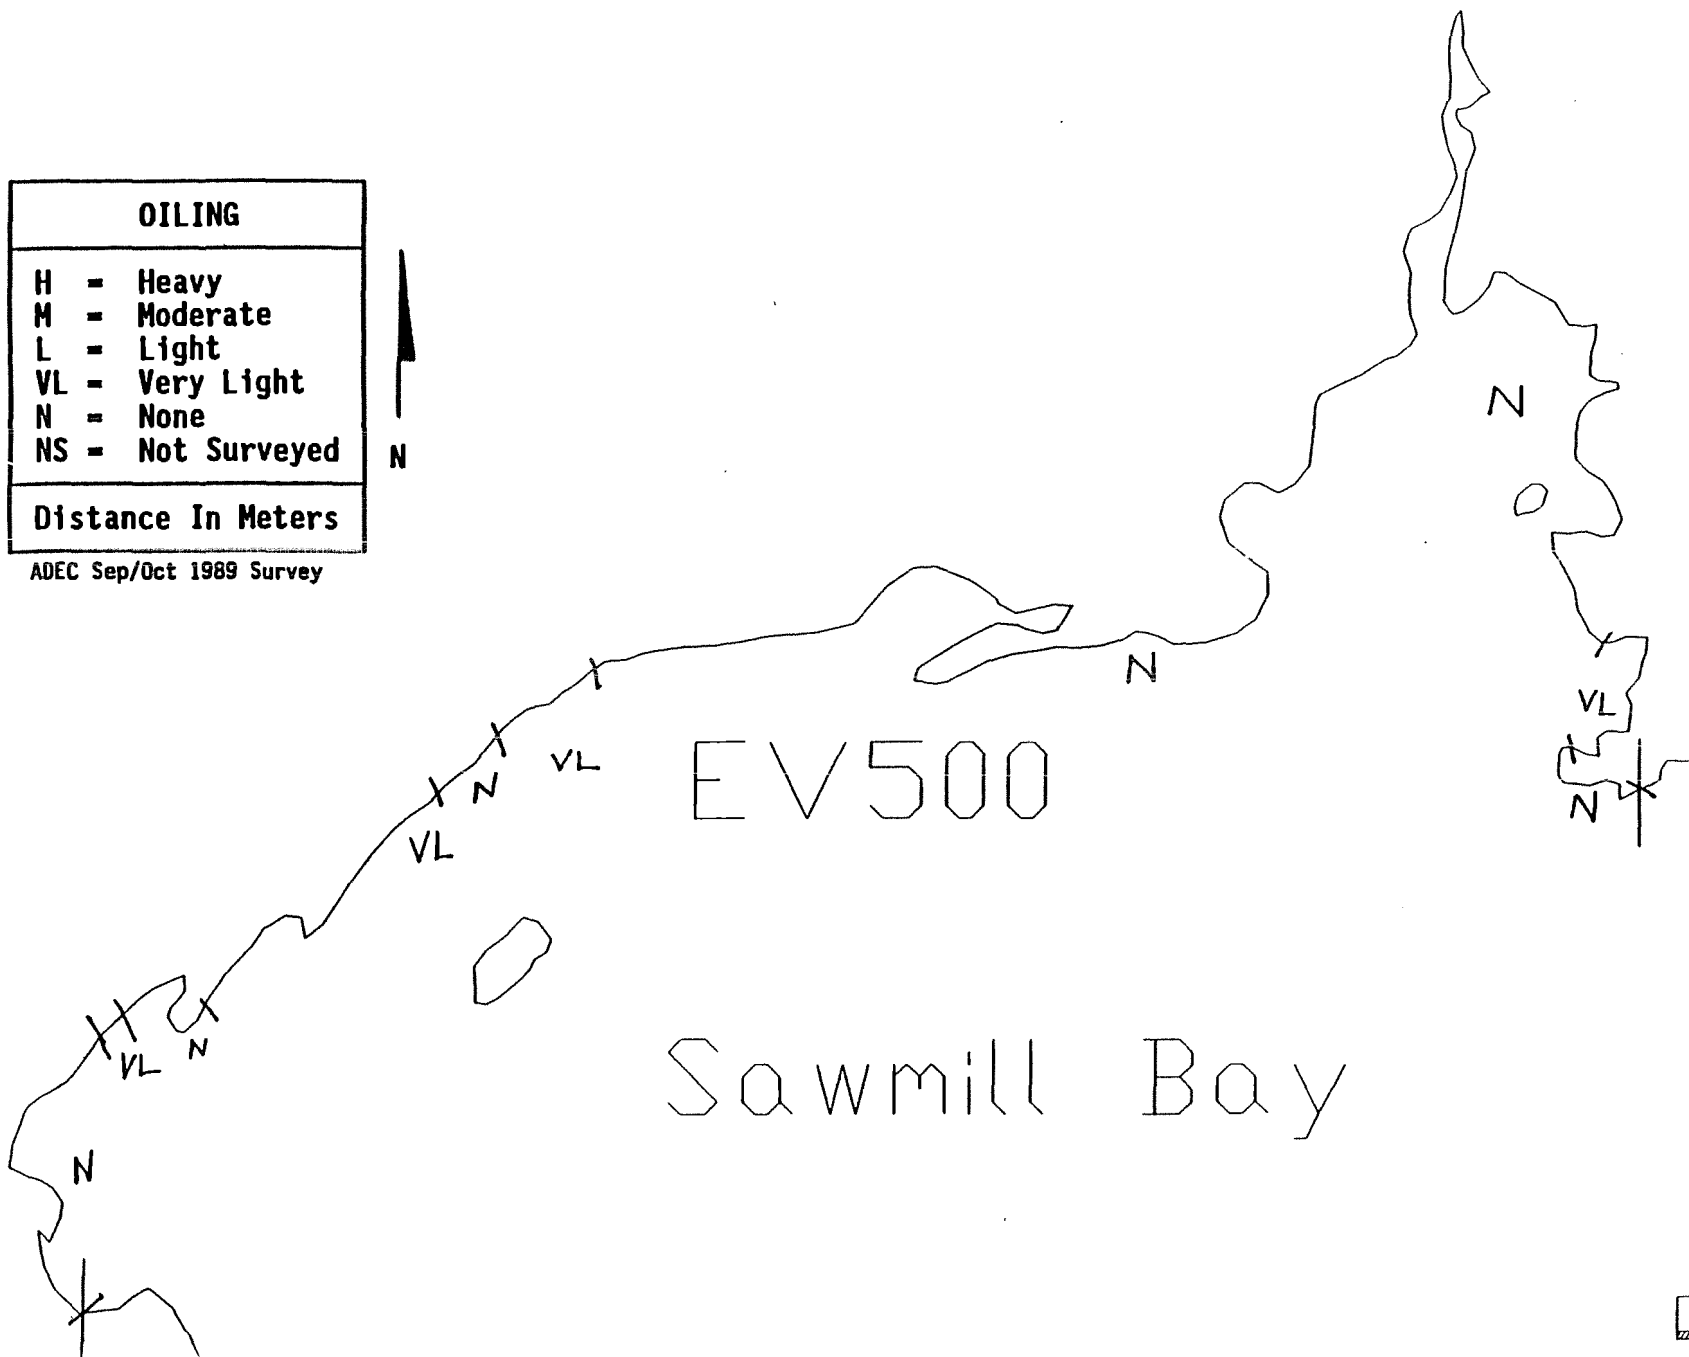 OILING
H = Heavy
M = Moderate
L = Light
VL = Very Light
N = None
NS = Not Surveyed
Distance In Meters
ADEC Sep/Oct 1989 Survey
N
N
N
VL
N
VL
N
VL
EV500
VL
N
N
Sawmill Bay
N